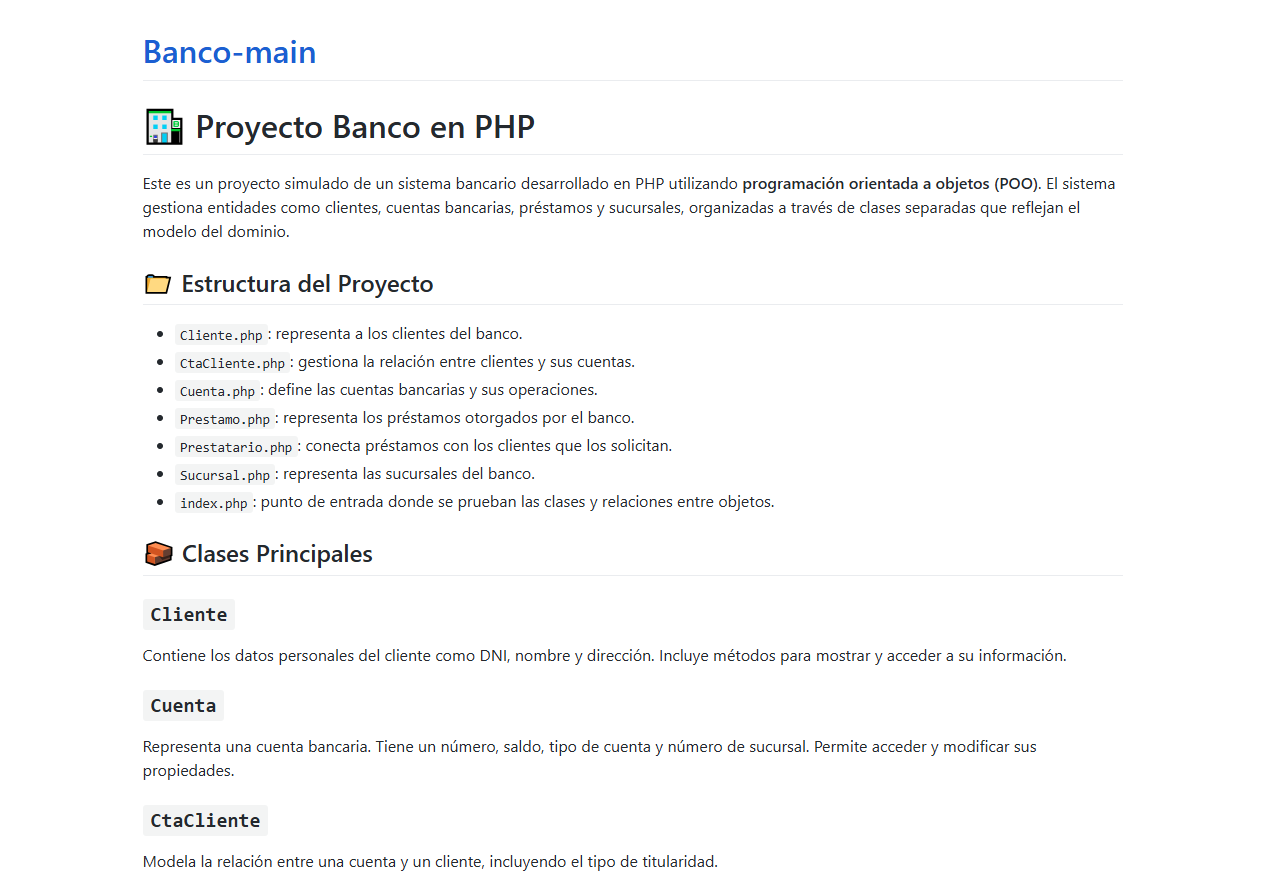 Banco-main
Proyecto Banco en PHP
Este es un proyecto simulado de un sistema bancario desarrollado en PHP utilizando programación orientada a objetos (POO). El sistema
gestiona entidades como clientes, cuentas bancarias, préstamos y sucursales, organizadas a través de clases separadas que reflejan el
modelo del dominio.
Estructura del Proyecto
Cliente.php : representa a los clientes del banco.
CtaCliente.php : gestiona la relación entre clientes y sus cuentas.
Cuenta.php : define las cuentas bancarias y sus operaciones.
Prestamo.php : representa los préstamos otorgados por el banco.
Prestatario.php : conecta préstamos con los clientes que los solicitan.
Sucursal.php : representa las sucursales del banco.
index.php : punto de entrada donde se prueban las clases y relaciones entre objetos.
Clases Principales
Cliente
Contiene los datos personales del cliente como DNI, nombre y dirección. Incluye métodos para mostrar y acceder a su información.
Cuenta
Representa una cuenta bancaria. Tiene un número, saldo, tipo de cuenta y número de sucursal. Permite acceder y modificar sus
propiedades.
CtaCliente
Modela la relación entre una cuenta y un cliente, incluyendo el tipo de titularidad.